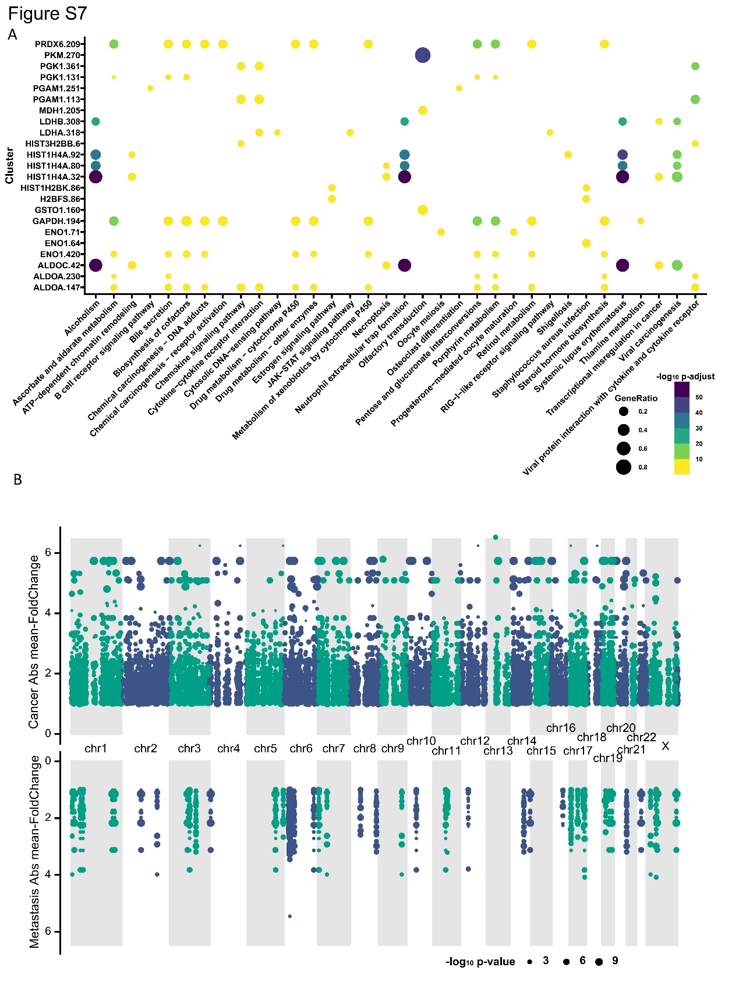 Figure S7
A
Cluster
PRDX6.209
PKM.270
PGK1.361
PGK1.131
PGAM1.251
PGAM1.113
MDH1.205
LDHB.308
LDHA.318
HIST3H2BB.6
HIST1H4A.92
HIST1H4A.80
HIST1H4A.32
HIST1H2BK.86
H2BFS.86
GSTO1.160
GAPDH.194
ENO1.71
ENO1.64
ENO1.420
ALDOC.42
ALDOA.230
ALDOA.147
Alcoholism
Ascorbate and aldarate metabolism
ATP-dependent chromatin remodeling
B cell receptor signaling pathway
Bile secretion
Biosynthesis of cofactors
Chemical carcinogenesis - DNA adducts
Chemical carcinogenesis - receptor activation
Chemokine signaling pathway
Cytokine-cytokine receptor interaction
Cytosolic DNA-sensing pathway
Drug metabolism - cytochrome P450
Drug metabolism - other enzymes
Estrogen signaling pathway
JAK-STAT signaling pathway
Metabolism of xenobiotics by cytochrome P450
Necroptosis
Neutrophil extracellular trap formation
Olfactory transduction
Oocyte meiosis
Osteoclast differentiation
Pentose and glucuronate interconversions
Porphyrin metabolism
Progesterone-mediated oocyte maturation
Retinol metabolism
RIG-I-like receptor signaling pathway
Shigellosis
Staphylococcus aureus infection
Steroid hormone biosynthesis
Systemic lupus erythematosus
Thiamine metabolism
Transcriptional misregulation in cancer
Viral carcinogenesis
Viral protein interaction with cytokine and cytokine receptor
GeneRatio
0.2
0.4
0.6
0.8
-log10 p-adjust
50
40
30
20
10
B
Cancer Abs mean-FoldChange
6
4
2
0
chr1 chr2 chr3 chr4 chr5 chr6 chr7 chr8 chr9 chr10 chr11 chr12 chr13 chr14 chr15 chr16 chr17 chr18 chr19 chr20 chr21 chr22 X
Metastasis Abs mean-FoldChange
0
2
4
6
-log10 p-value 3 6 9